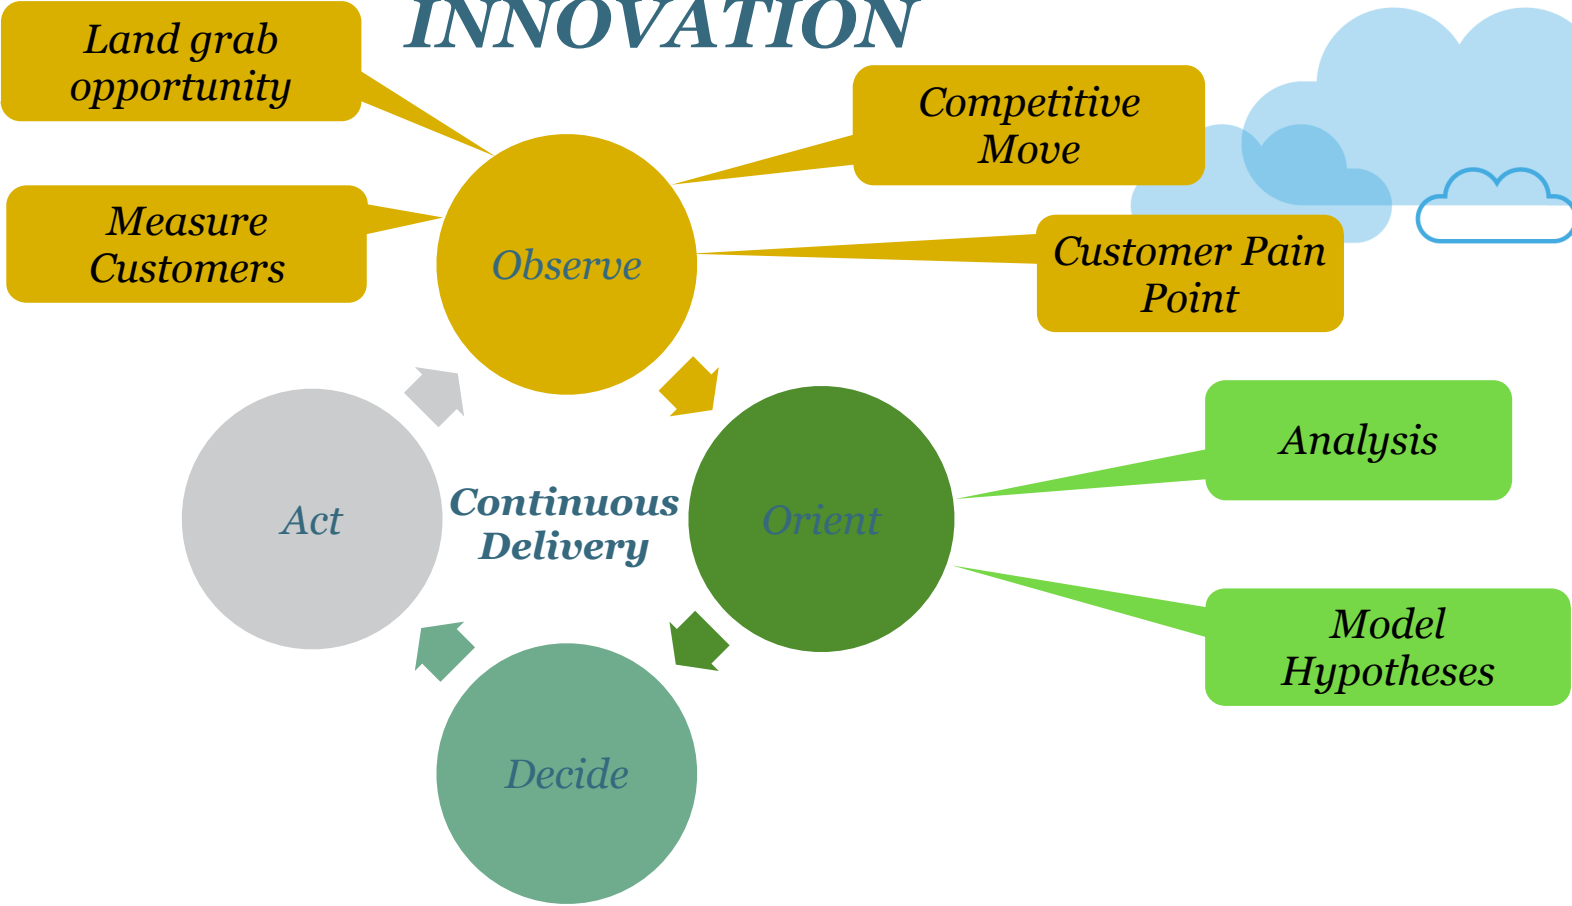 INNOVATION
Land grab
opportunity
Competitive
Move
Measure
Customers
Observe
Customer Pain
Point
Act
Continuous
Delivery
Orient
Analysis
Model
Hypotheses
Decide